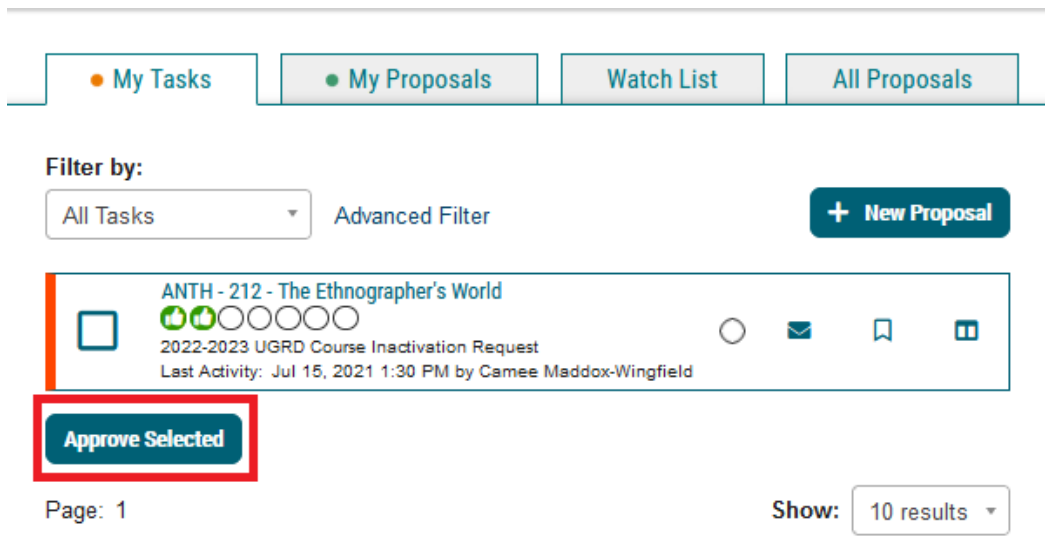 My Tasks
My Proposals
Watch List
All Proposals
Filter by:
All Tasks
Advanced Filter
+ New Proposal
ANTH - 212 - The Ethnographer's World
2022-2023 UGRD Course Inactivation Request
Last Activity: Jul 15, 2021 1:30 PM by Camee Maddox-Wingfield
Approve Selected
Page: 1
Show: 10 results